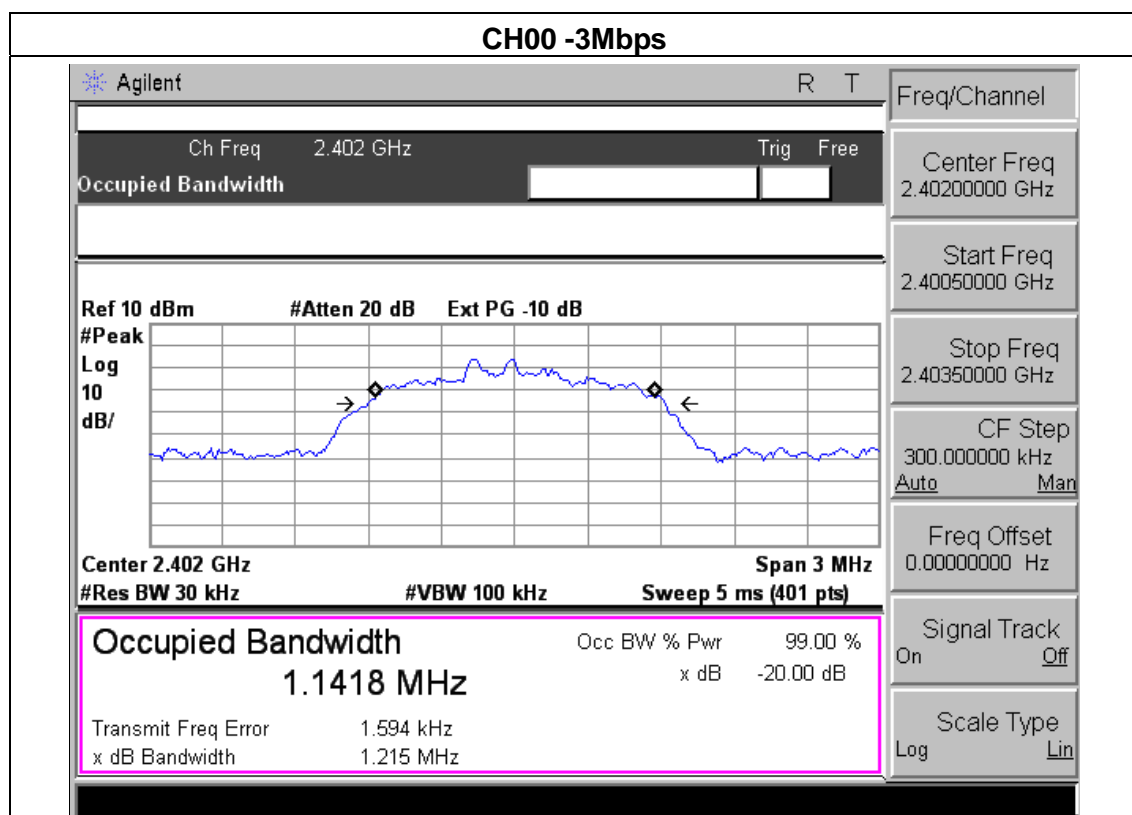 CH00 -3Mbps
Agilent R T
Ch Freq 2.402 GHz Trig Free
Occupied Bandwidth
Ref 10 dBm #Atten 20 dB Ext PG -10 dB
#Peak
Log
10
dB/
Center 2.402 GHz Span 3 MHz
#Res BW 30 kHz #VBW 100 kHz Sweep 5 ms (401 pts)
Occupied Bandwidth
1.1418 MHz
Occ BW % Pwr 99.00 %
x dB -20.00 dB
Transmit Freq Error 1.594 kHz
x dB Bandwidth 1.215 MHz
Freq/Channel
Center Freq
2.40200000 GHz
Start Freq
2.40050000 GHz
Stop Freq
2.40350000 GHz
CF Step
300.000000 kHz
Auto Man
Freq Offset
0.00000000 Hz
Signal Track
On Off
Scale Type
Log Lin